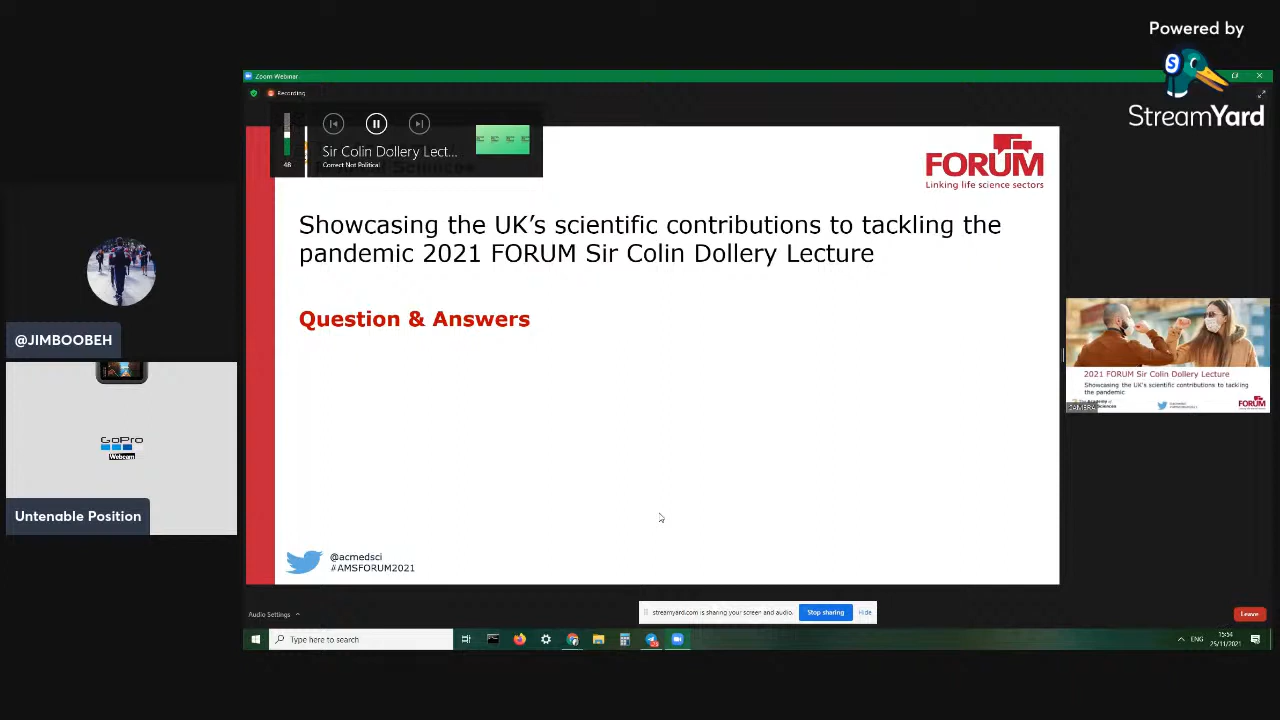 Powered by
S
StreamYard
Zoom Webinar
Recording
Sir Colin Dollery Lect...
Correct Not Political
48
FORUM
Linking life science sectors
Showcasing the UK's scientific contributions to tackling the
pandemic 2021 FORUM Sir Colin Dollery Lecture
Question & Answers
@JIMBOOBEH
GoPro
Webcam
Untenable Position
2021 FORUM Sir Colin Dollery Lecture
Showcasing the UK's scientific contributions to tackling
the pandemic
FORUM
@acmedsci
#AMSFORUM2021
Audio Settings
streamyard.com is sharing your screen and audio.
Stop sharing
Hide
Leave
Type here to search
ENG
15:54
25/11/2021